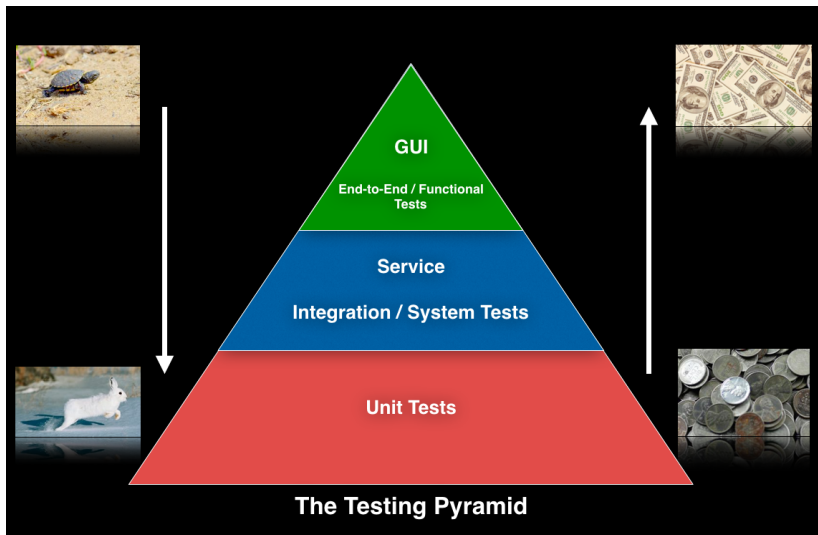 GUI
End-to-End / Functional
Tests
Service
Integration / System Tests
Unit Tests
The Testing Pyramid